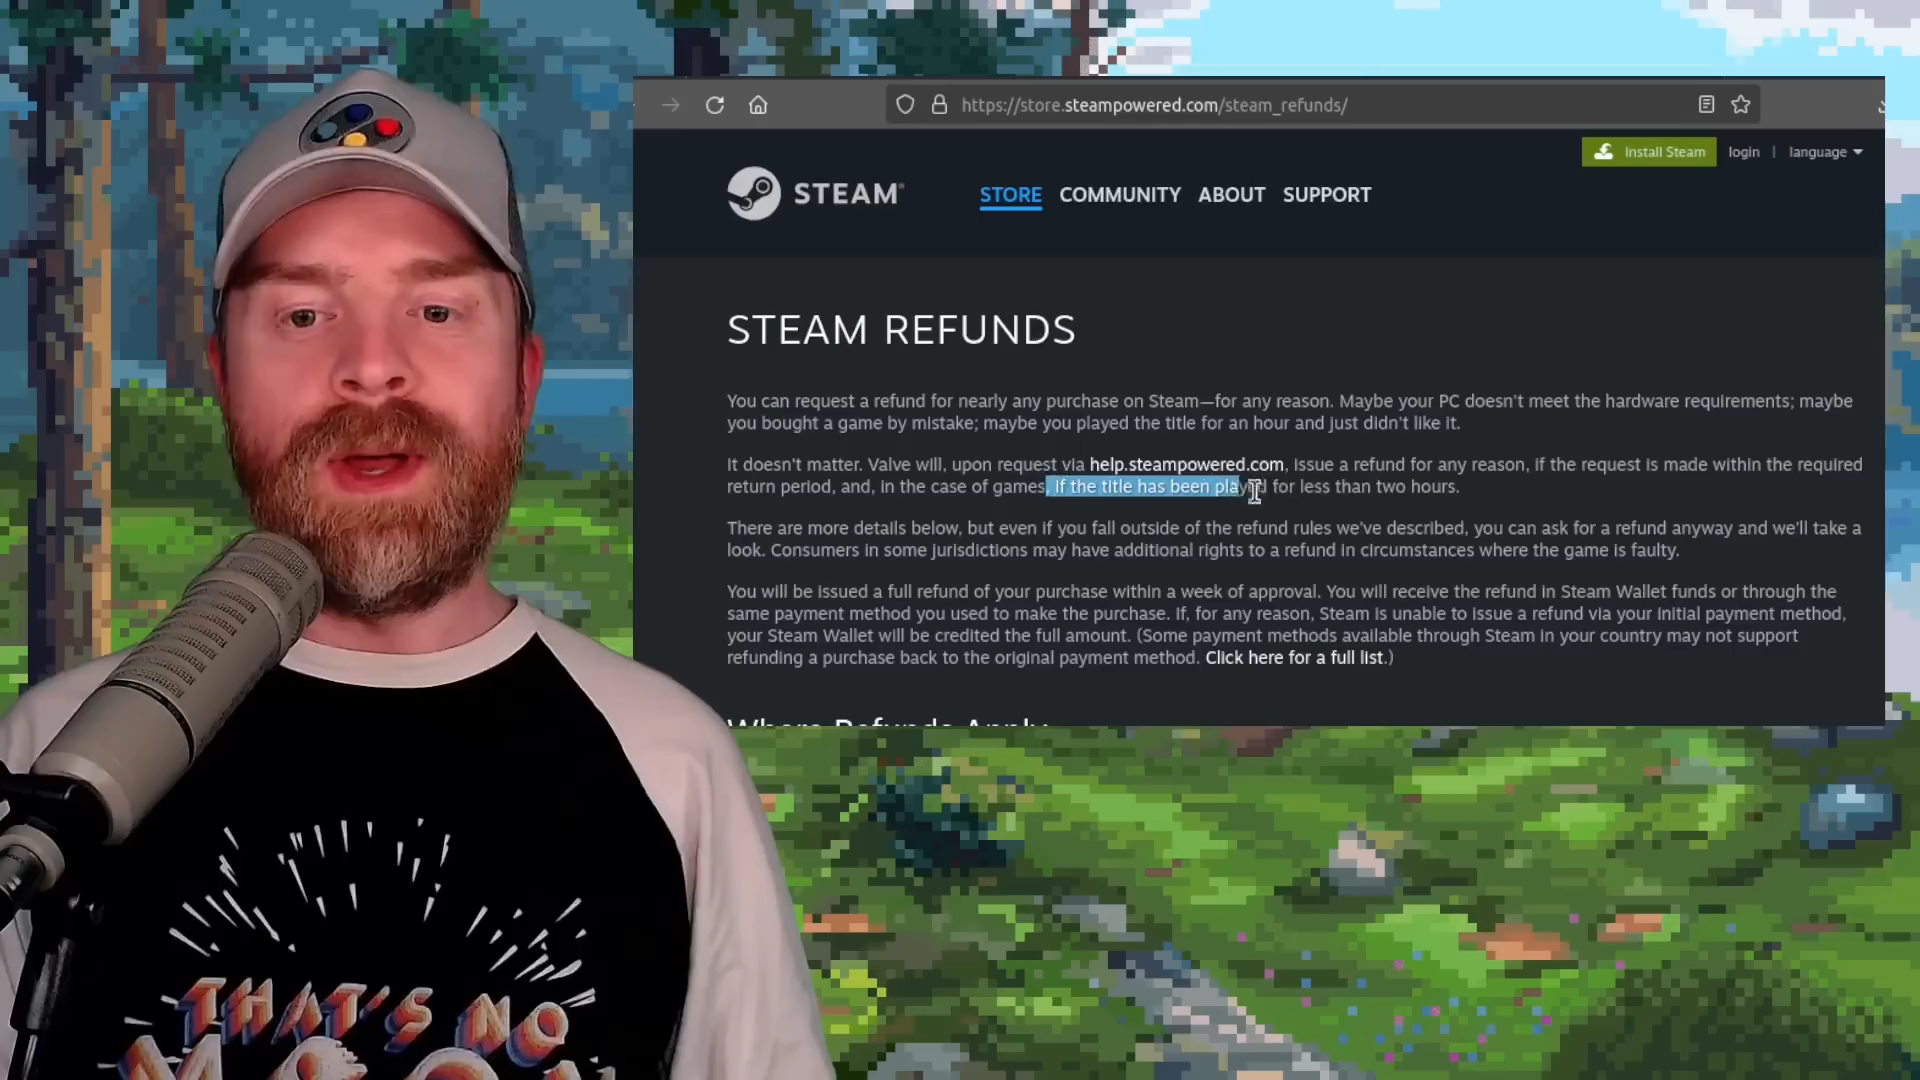 https://store.steampowered.com/steam_refunds/
Install Steam login | language
STEAM® STORE COMMUNITY ABOUT SUPPORT
STEAM REFUNDS
You can request a refund for nearly any purchase on Steam—for any reason. Maybe your PC doesn't meet the hardware requirements; maybe
you bought a game by mistake; maybe you played the title for an hour and just didn't like it.
It doesn't matter. Valve will, upon request via help.steampowered.com, issue a refund for any reason, if the request is made within the required
return period, and, in the case of games, if the title has been played for less than two hours.
There are more details below, but even if you fall outside of the refund rules we've described, you can ask for a refund anyway and we'll take a
look. Consumers in some jurisdictions may have additional rights to a refund in circumstances where the game is faulty.
You will be issued a full refund of your purchase within a week of approval. You will receive the refund in Steam Wallet funds or through the
same payment method you used to make the purchase. If, for any reason, Steam is unable to issue a refund via your initial payment method,
your Steam Wallet will be credited the full amount. (Some payment methods available through Steam in your country may not support
refunding a purchase back to the original payment method. Click here for a full list.)
Where Refunds Apply
THAT'S NO
MOON